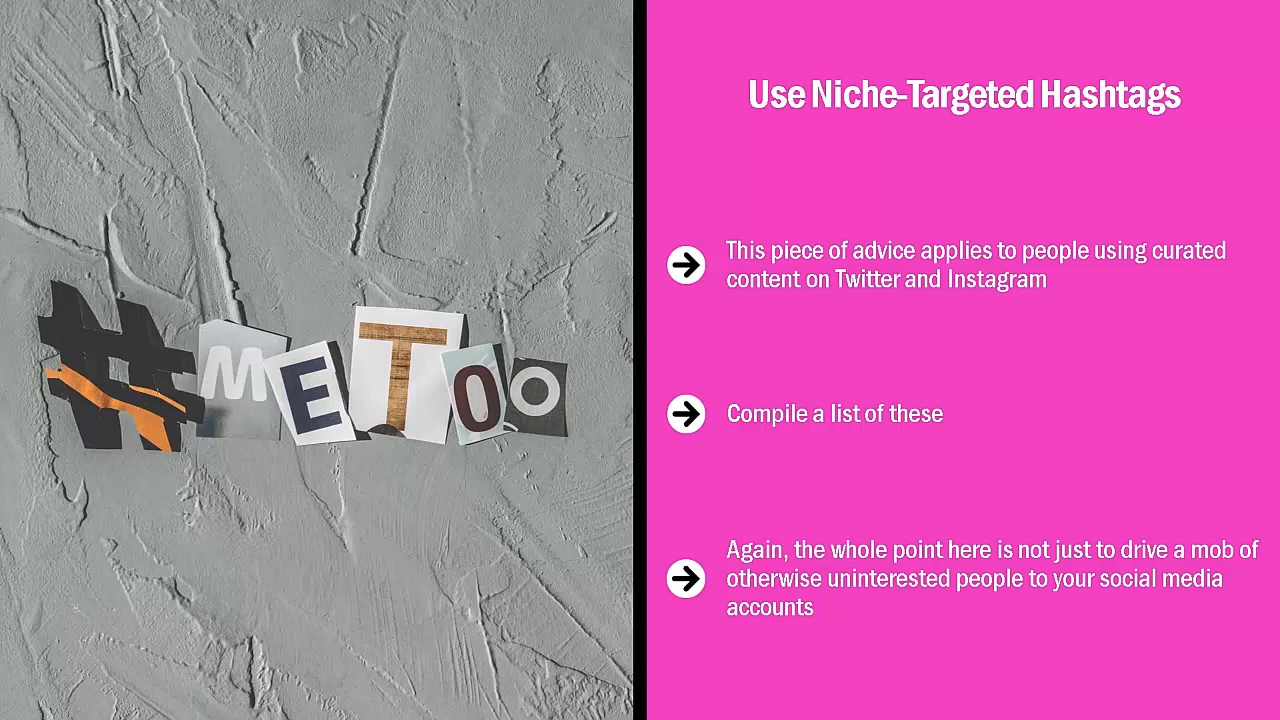 #METOO
Use Niche-Targeted Hashtags
This piece of advice applies to people using curated
content on Twitter and Instagram
Compile a list of these
Again, the whole point here is not just to drive a mob of
otherwise uninterested people to your social media
accounts